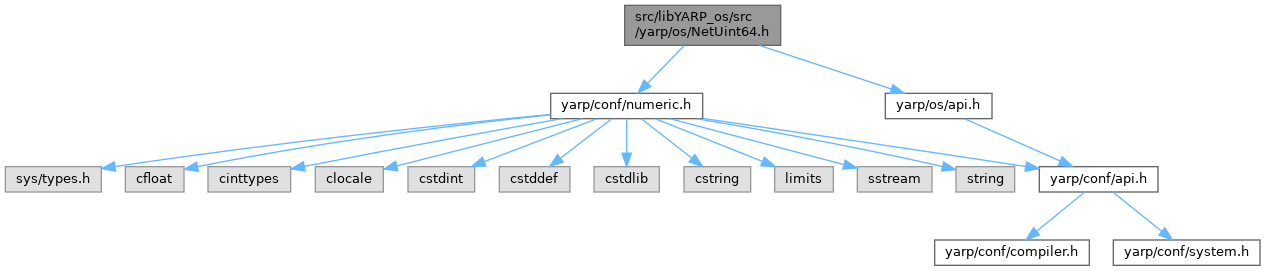 src/libYARP_os/src
/yarp/os/NetUint64.h
yarp/conf/numeric.h
yarp/os/api.h
sys/types.h
cfloat
cinttypes
clocale
cstdint
cstddef
cstdlib
cstring
limits
sstream
string
yarp/conf/api.h
yarp/conf/compiler.h
yarp/conf/system.h